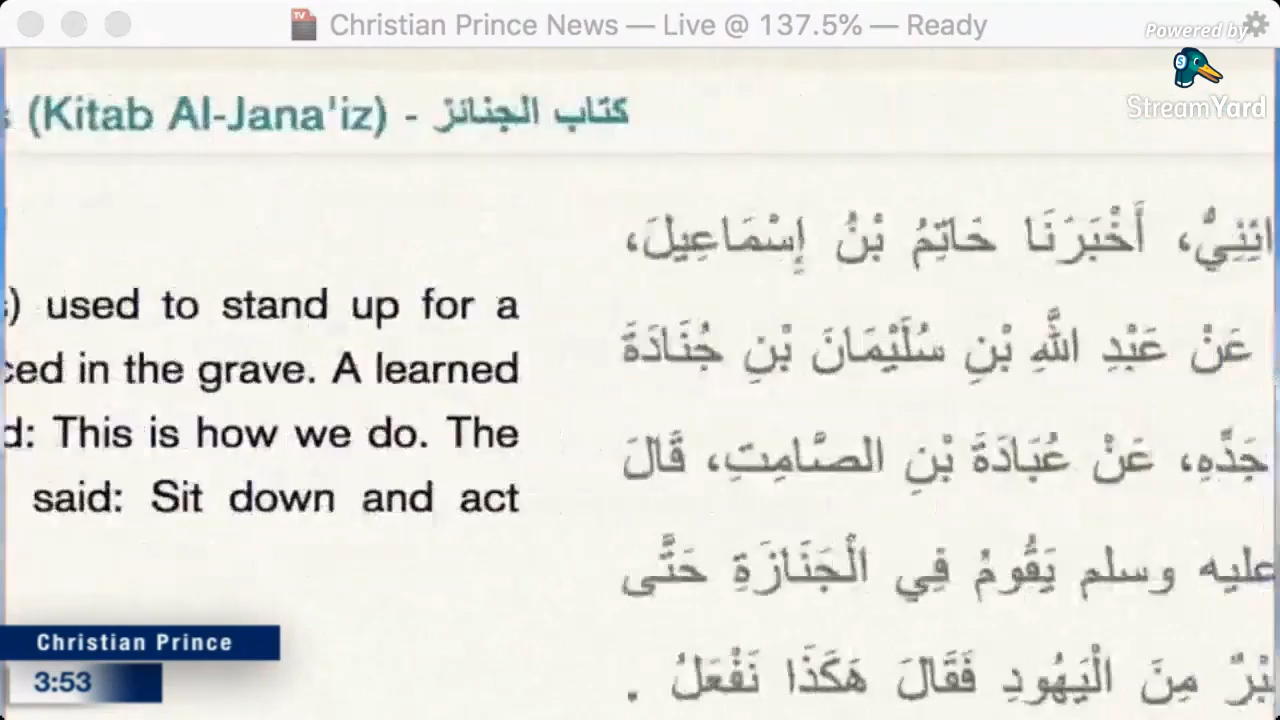 Christian Prince News — Live @ 137.5% — Ready
Powered by
StreamYard
(Kitab Al-Jana'iz) - كتاب الجنائز
used to stand up for a
in the grave. A learned
This is how we do. The
said: Sit down and act
أَخْبَرَنَا حَاتِمُ بْنُ إِسْمَاعِيلَ،
عَنْ عَبْدِ اللَّهِ بْنِ سُلَيْمَانَ بْنِ جُنَادَةَ
جَدِّهِ، عَنْ عُبَادَةَ بْنِ الصَّامِتِ، قَالَ
عليه وسلم يَقُومُ فِي الْجَنَازَةِ حَتَّى
مِنَ الْيَهُودِ فَقَالَ هَكَذَا نَفْعَلُ .
Christian Prince
3:53